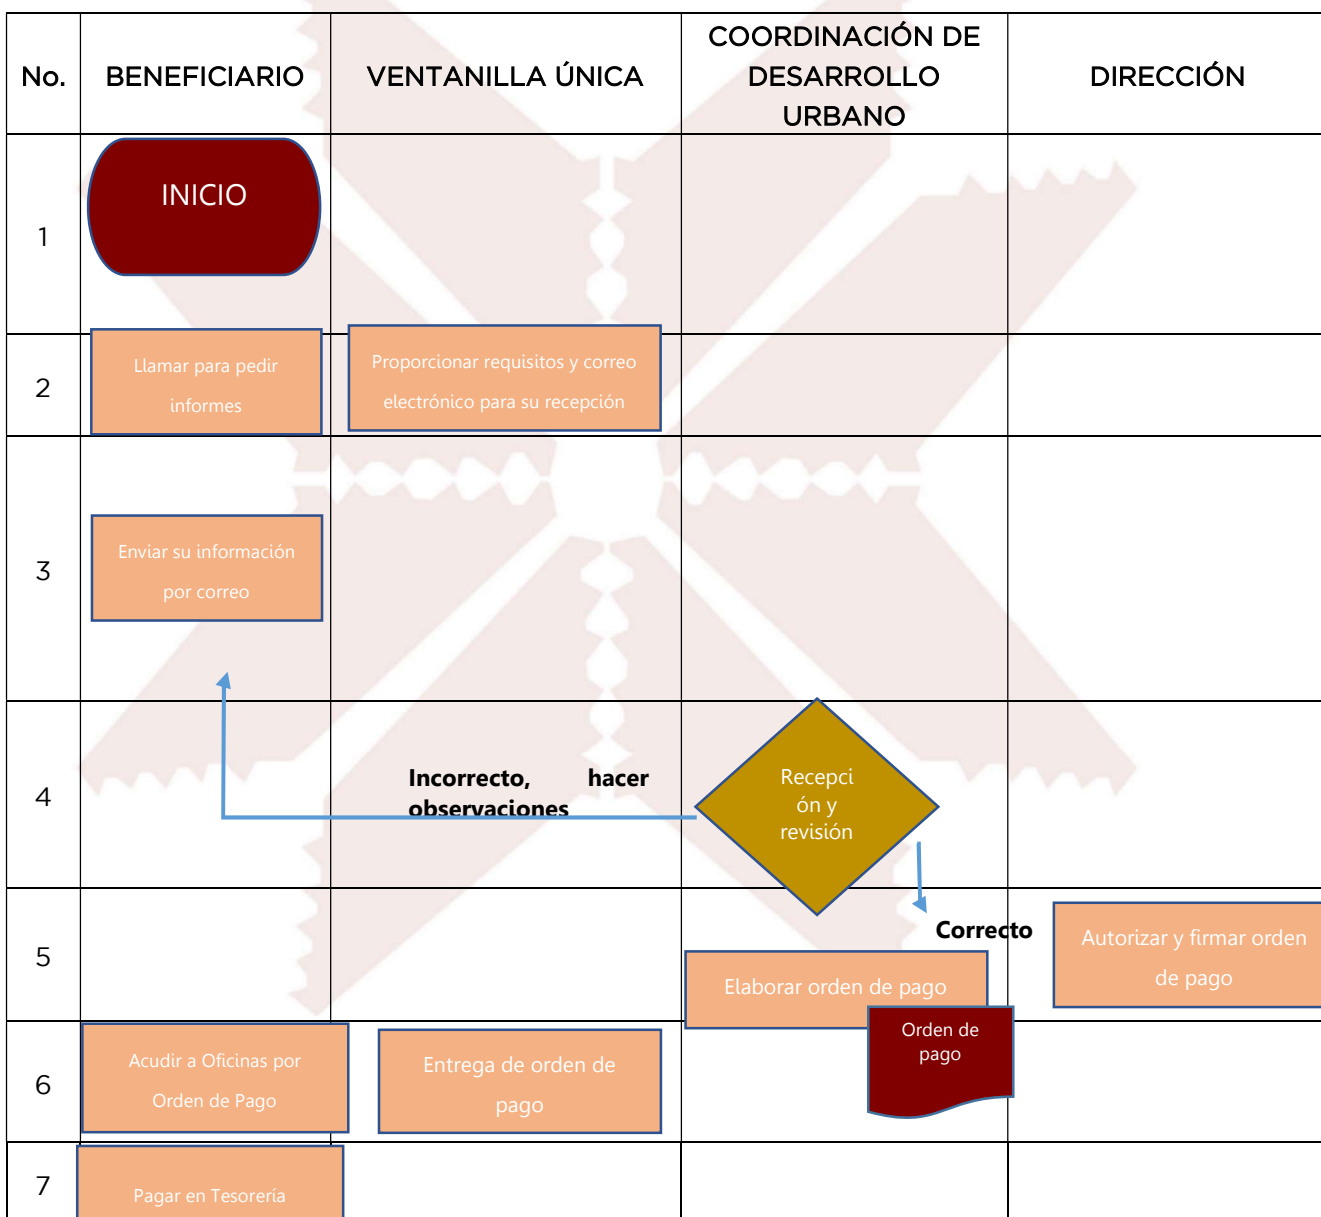 No.
BENEFICIARIO
VENTANILLA ÚNICA
COORDINACIÓN DE
DESARROLLO
URBANO
DIRECCIÓN
1
INICIO
2
Llamar para pedir
informes
Proporcionar requisitos y correo
electrónico para su recepción
3
Enviar su información
por correo
4
Incorrecto, hacer
observaciones
Recepci
ón y
revisión
5
Correcto
Elaborar orden de pago
Autorizar y firmar orden
de pago
6
Acudir a Oficinas por
Orden de Pago
Entrega de orden de
pago
Orden de
pago
7
Pagar en Tesorería